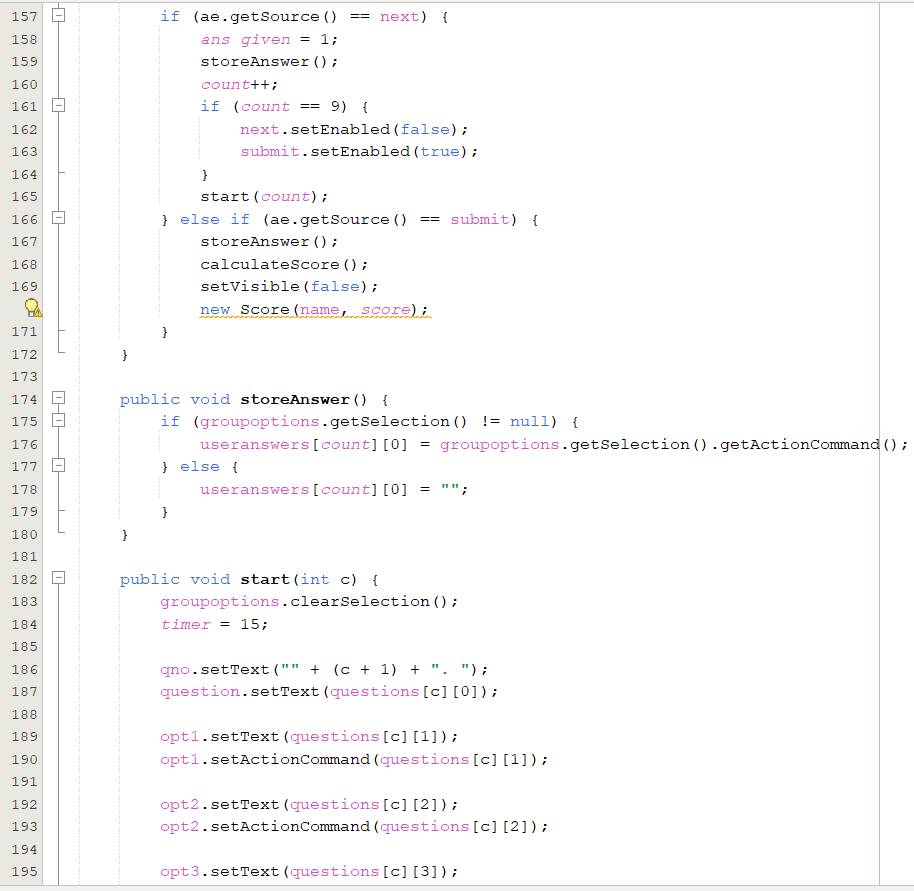 157 if (ae.getSource() == next) {
158 ans given = 1;
159 storeAnswer();
160 count++;
161 if (count == 9) {
162 next.setEnabled(false);
163 submit.setEnabled(true);
164 }
165 start(count);
166 } else if (ae.getSource() == submit) {
167 storeAnswer();
168 calculateScore();
169 setVisible(false);
new Score(name, score);
171 }
172 }
173
174 public void storeAnswer() {
175 if (groupoptions.getSelection() != null) {
176 useranswers[count][0] = groupoptions.getSelection().getActionCommand();
177 } else {
178 useranswers[count][0] = "";
179 }
180 }
181
182 public void start(int c) {
183 groupoptions.clearSelection();
184 timer = 15;
185
186 qno.setText("" + (c + 1) + ". ");
187 question.setText(questions[c][0]);
188
189 opt1.setText(questions[c][1]);
190 opt1.setActionCommand(questions[c][1]);
191
192 opt2.setText(questions[c][2]);
193 opt2.setActionCommand(questions[c][2]);
194
195 opt3.setText(questions[c][3]);